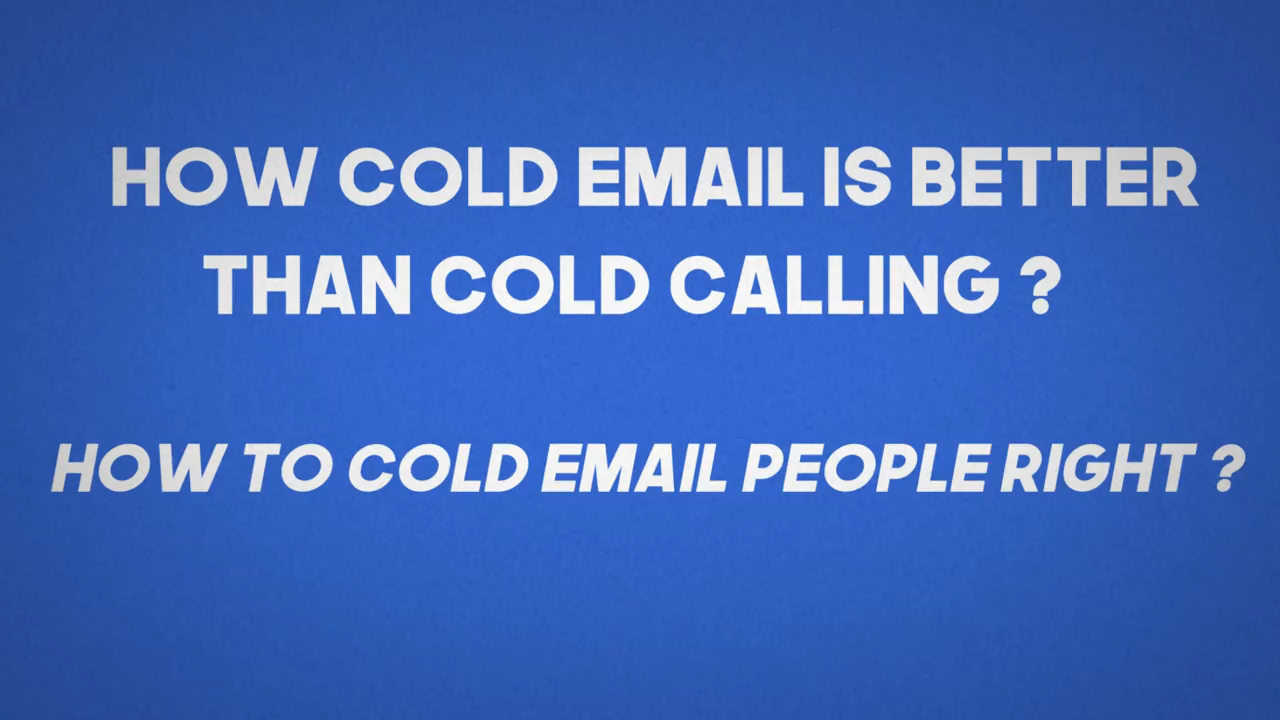 HOW COLD EMAIL IS BETTER
THAN COLD CALLING ?
HOW TO COLD EMAIL PEOPLE RIGHT ?